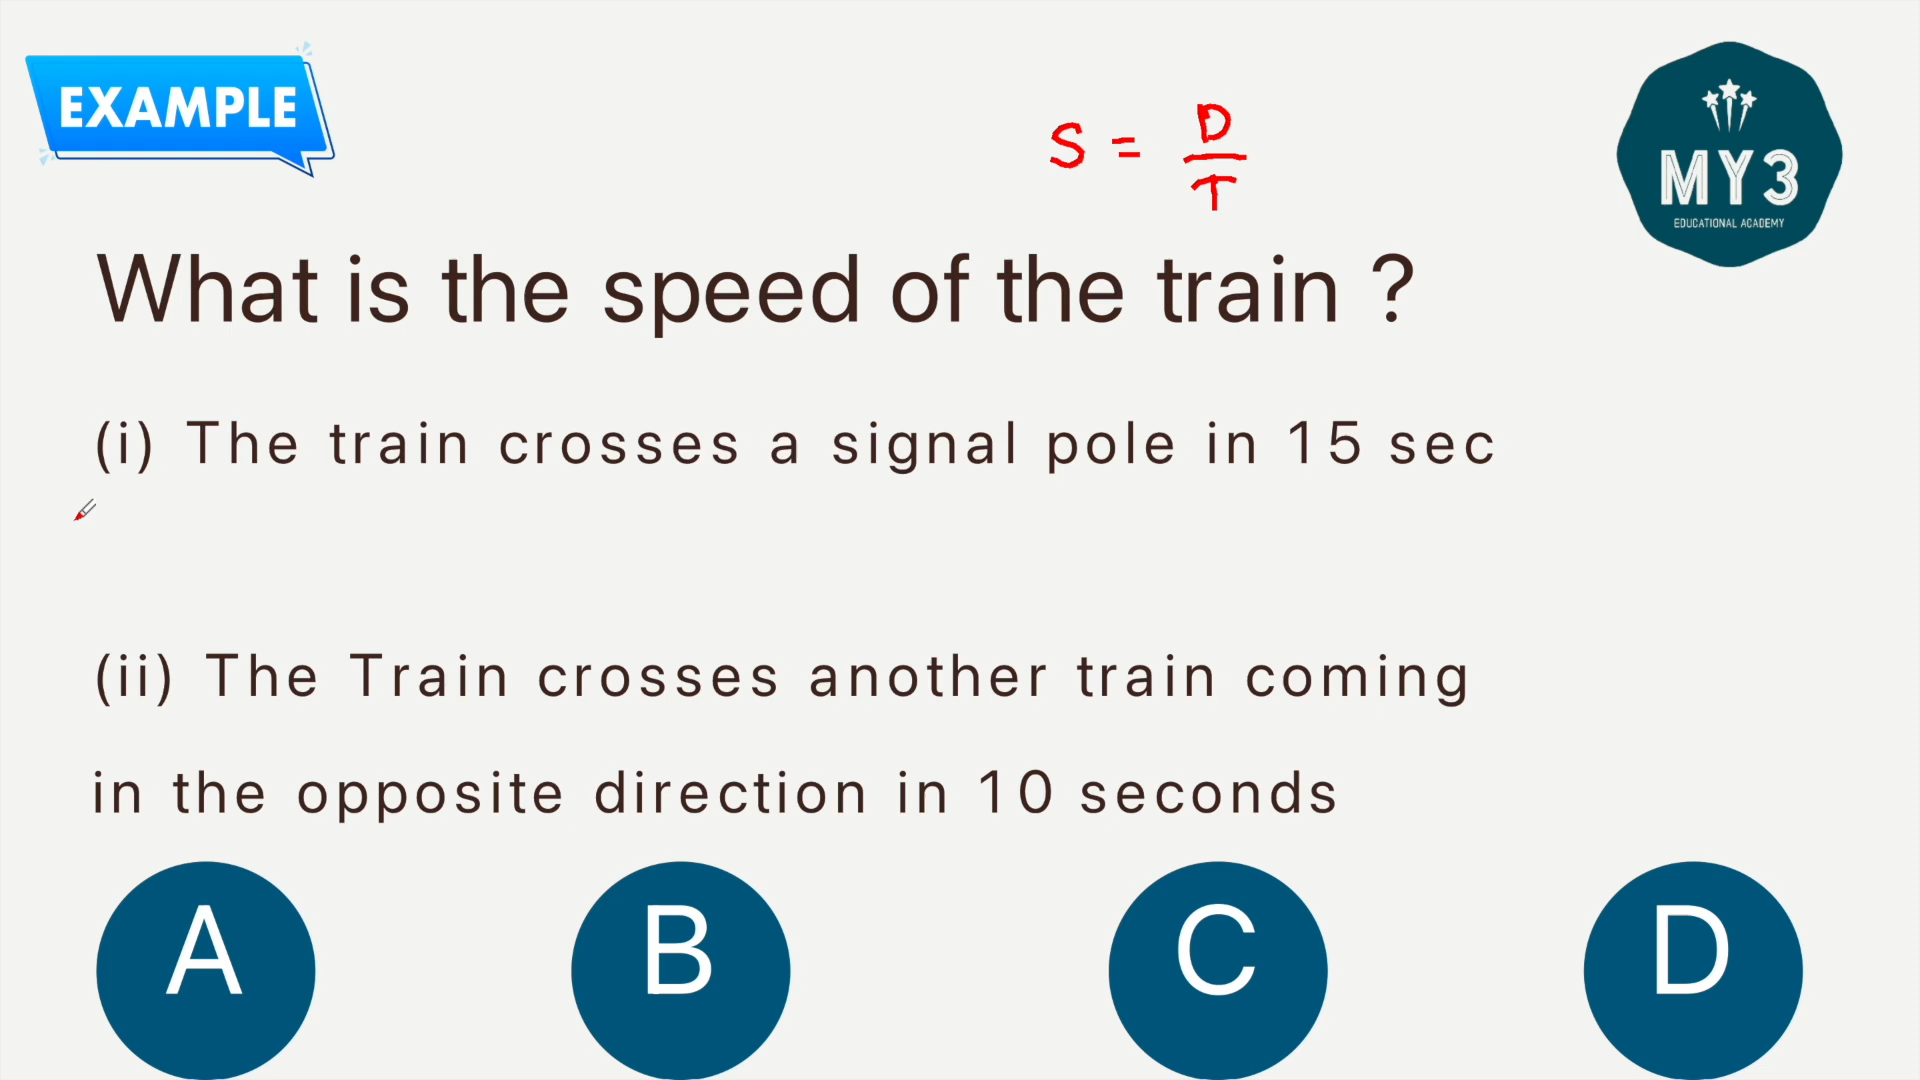 EXAMPLE
S = D
T
MY3
EDUCATIONAL ACADEMY
What is the speed of the train ?
(i) The train crosses a signal pole in 15 sec
(ii) The Train crosses another train coming
in the opposite direction in 10 seconds
A B C D